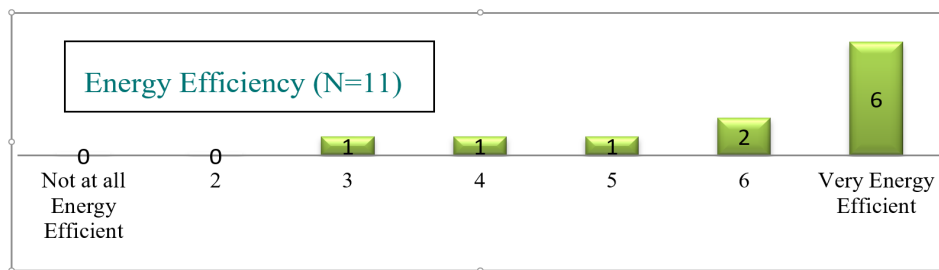 Energy Efficiency (N=11)
0
0
1
1
1
2
6
Not at all
Energy
Efficient
2
3
4
5
6
Very Energy
Efficient